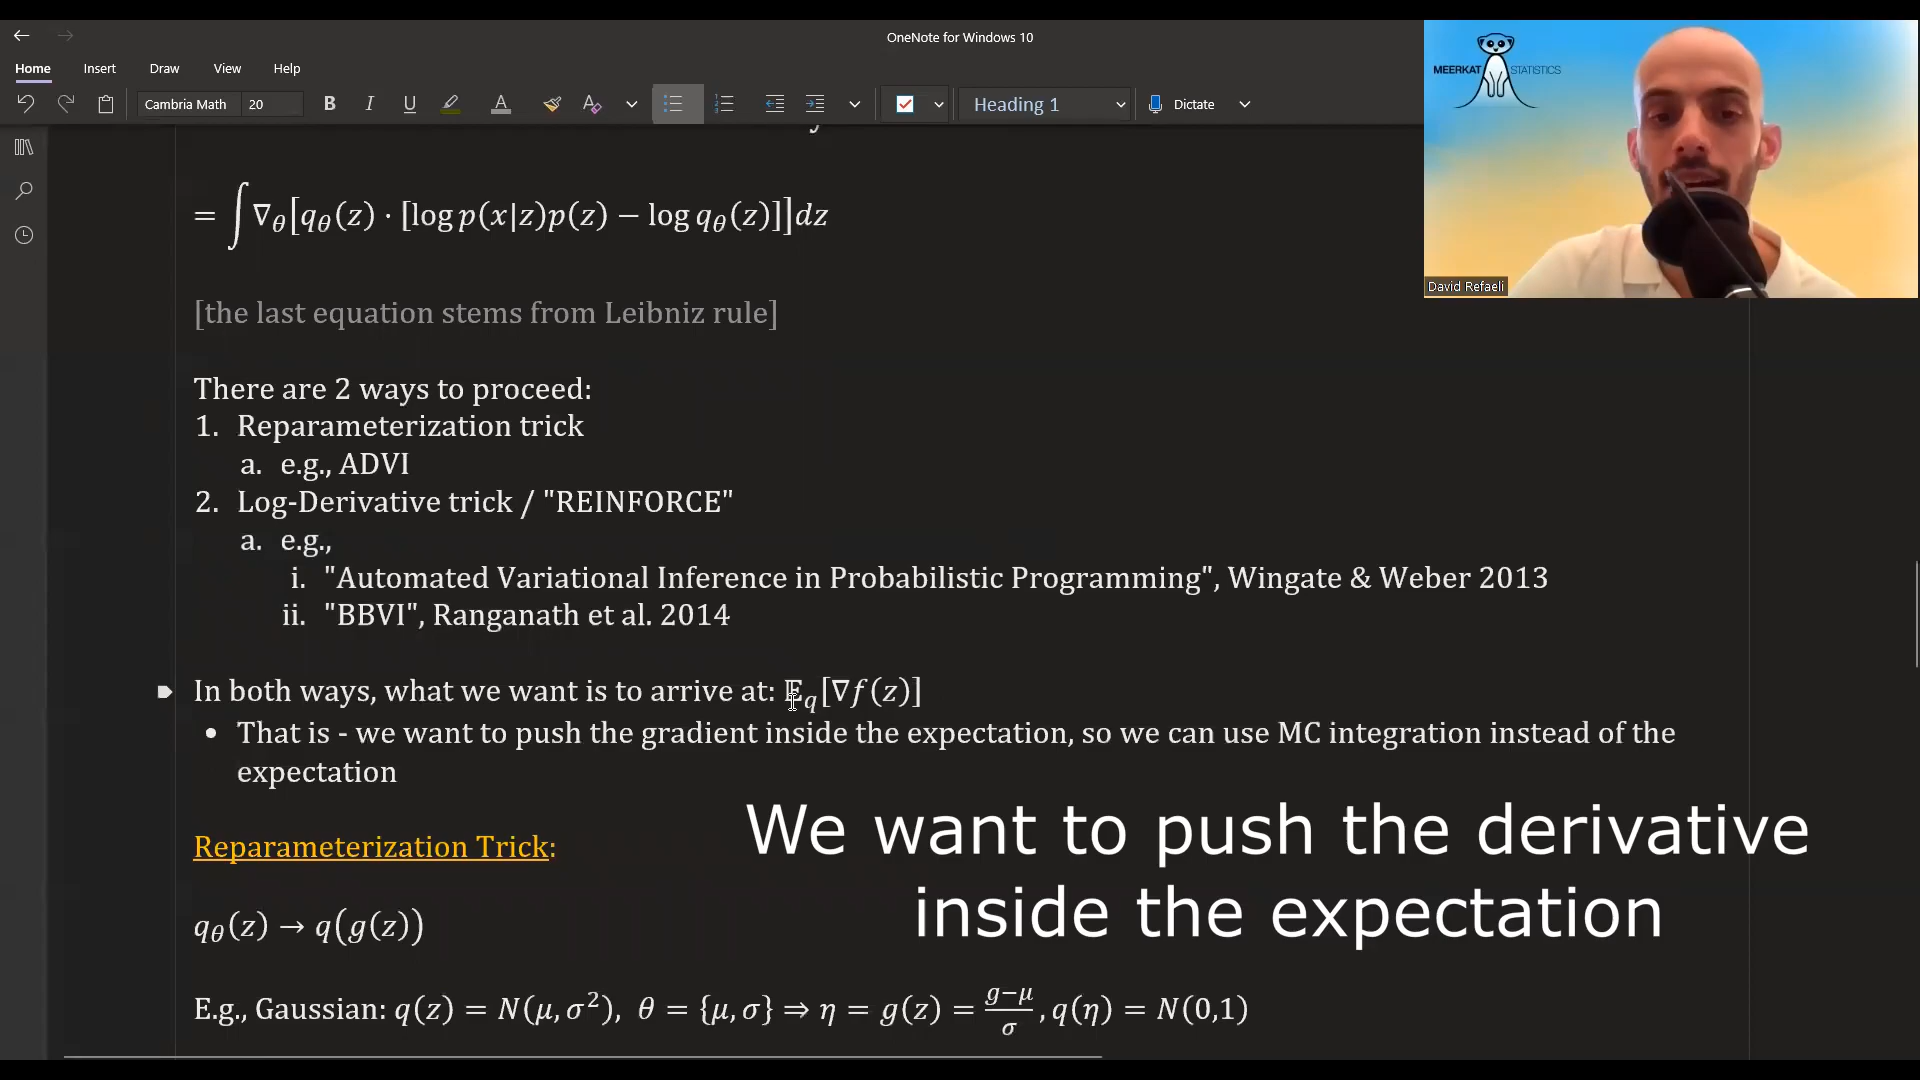 OneNote for Windows 10
Home Insert Draw View Help
Cambria Math 20 B I U A A Heading 1 Dictate
MEERKAT STATISTICS
David Refaeli
= ∫ ∇θ[qθ(z) · [log p(x|z)p(z) − log qθ(z)]]dz
[the last equation stems from Leibniz rule]
There are 2 ways to proceed:
1. Reparameterization trick
a. e.g., ADVI
2. Log-Derivative trick / "REINFORCE"
a. e.g.,
i. "Automated Variational Inference in Probabilistic Programming", Wingate & Weber 2013
ii. "BBVI", Ranganath et al. 2014
In both ways, what we want is to arrive at: 𝔼q[∇f(z)]
• That is - we want to push the gradient inside the expectation, so we can use MC integration instead of the
expectation
We want to push the derivative
inside the expectation
Reparameterization Trick:
qθ(z) → q(g(z))
E.g., Gaussian: q(z) = N(μ, σ²), θ = {μ, σ} ⇒ η = g(z) = (g−μ)/σ, q(η) = N(0,1)